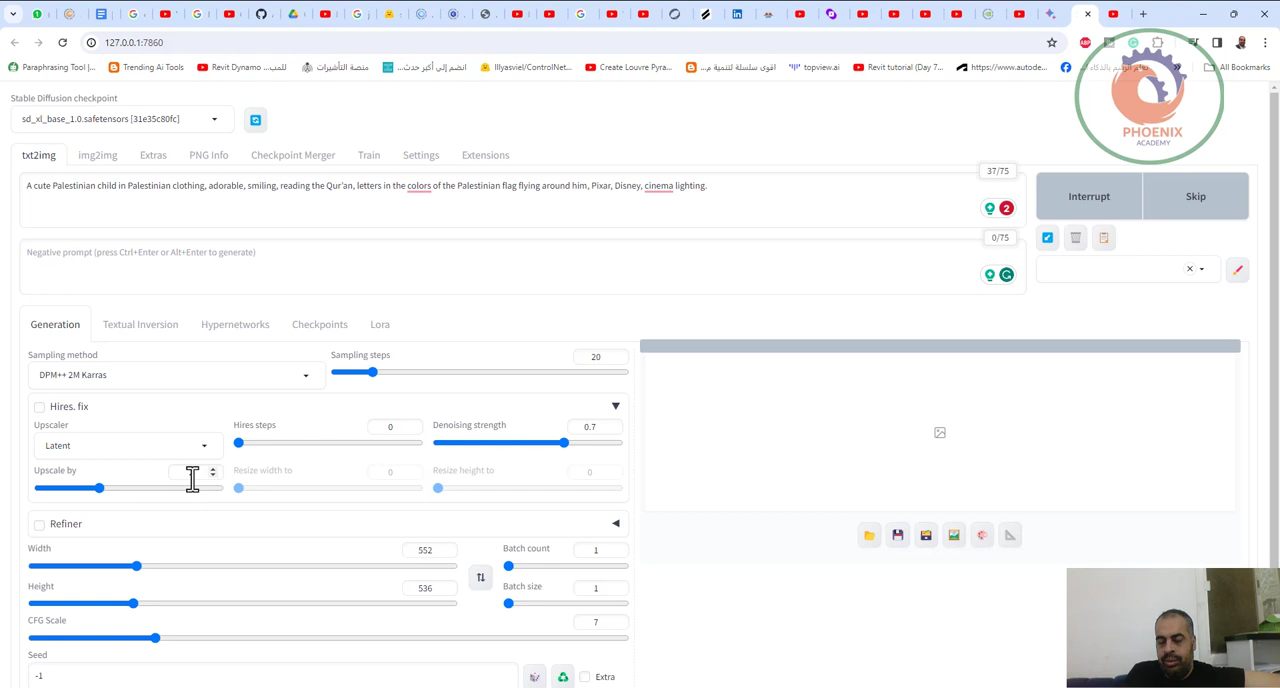 127.0.0.1:7860
Paraphrasing Tool |...
Trending Ai Tools
Revit Dynamo للمب...
منصة التأشيرات
أكبر حدث...
lllyasviel/ControlNet...
Create Louvre Pyra...
اقوى سلسلة لتنمية م...
topview.ai
Revit tutorial (Day 7...
https://www.autode...
All Bookmarks
PHOENIX
ACADEMY
Stable Diffusion checkpoint
sd_xl_base_1.0.safetensors [31e35c80fc]
txt2img
img2img
Extras
PNG Info
Checkpoint Merger
Train
Settings
Extensions
37/75
A cute Palestinian child in Palestinian clothing, adorable, smiling, reading the Qur'an, letters in the colors of the Palestinian flag flying around him, Pixar, Disney, cinema lighting.
2
Interrupt
Skip
0/75
Negative prompt (press Ctrl+Enter or Alt+Enter to generate)
Generation
Textual Inversion
Hypernetworks
Checkpoints
Lora
Sampling method
Sampling steps
20
DPM++ 2M Karras
Hires. fix
Upscaler
Hires steps
0
Denoising strength
0.7
Latent
Upscale by
Resize width to
0
Resize height to
0
Refiner
Width
552
Batch count
1
Height
536
Batch size
1
CFG Scale
7
Seed
-1
Extra